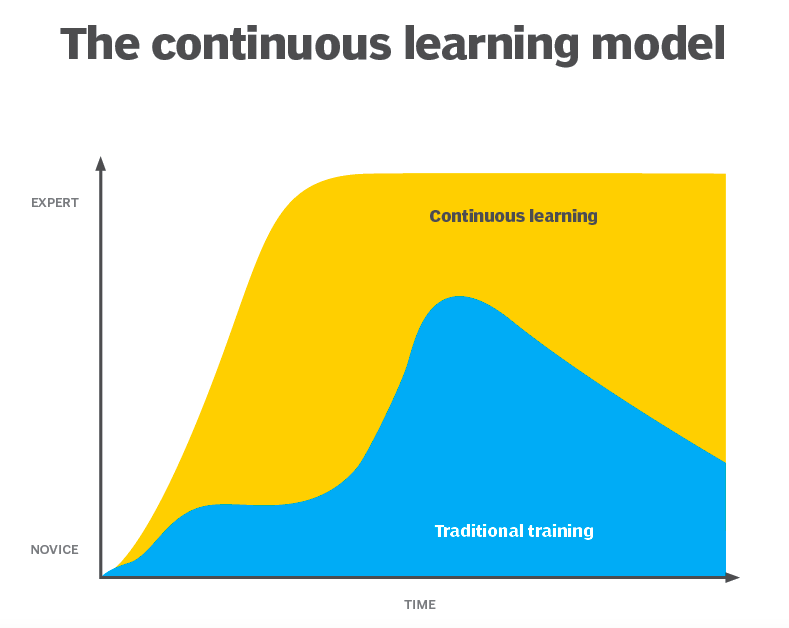 The continuous learning model
EXPERT
Continuous learning
Traditional training
NOVICE
TIME